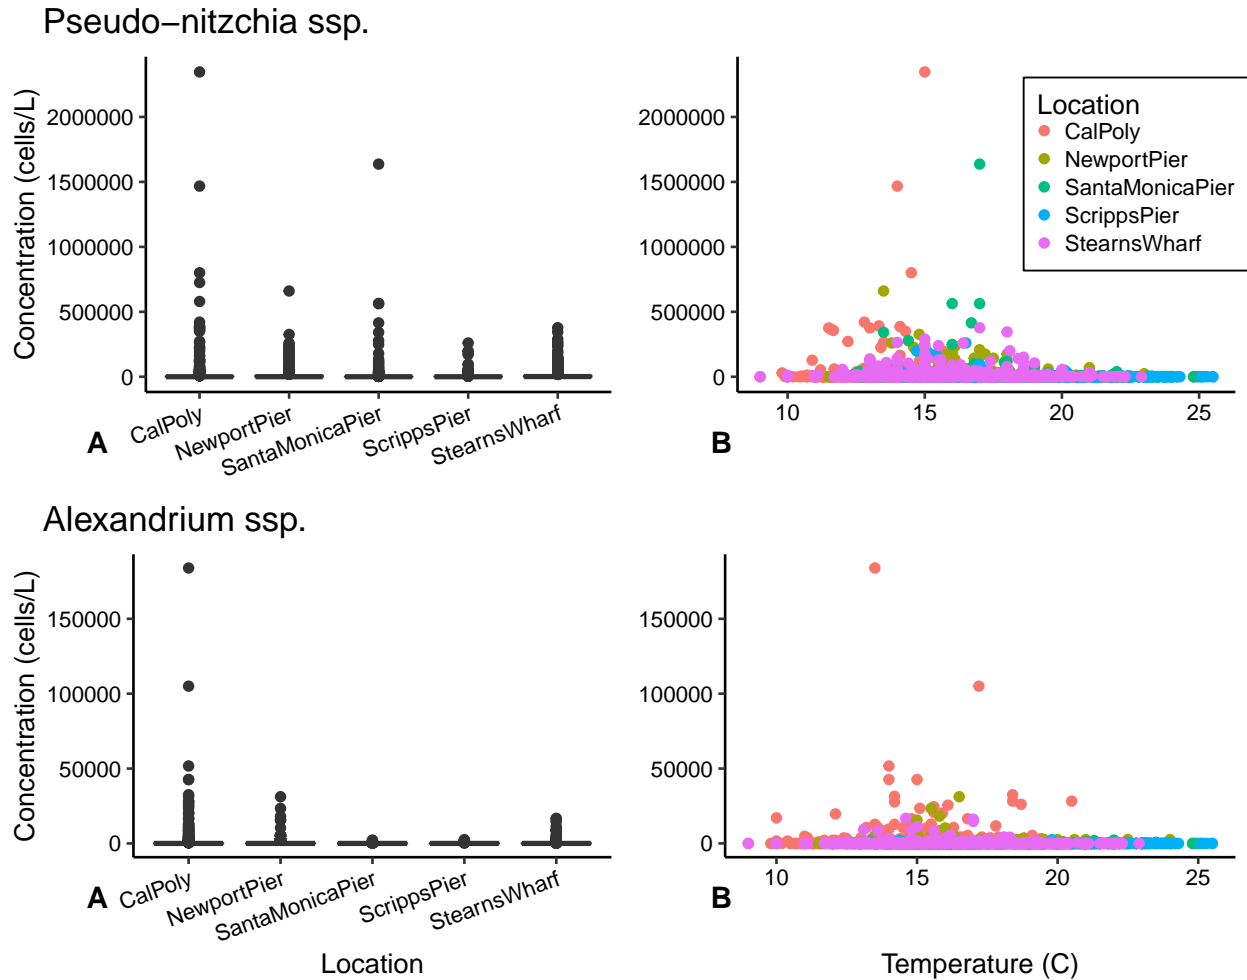 Pseudo−nitzchia ssp.
Concentration (cells/L)
2000000
1500000
1000000
500000
0
CalPoly
NewportPier
SantaMonicaPier
ScrippsPier
StearnsWharf
A
2000000
1500000
1000000
500000
0
10
15
20
25
B
Location
CalPoly
NewportPier
SantaMonicaPier
ScrippsPier
StearnsWharf
Alexandrium ssp.
Concentration (cells/L)
150000
100000
50000
0
CalPoly
NewportPier
SantaMonicaPier
ScrippsPier
StearnsWharf
A
Location
150000
100000
50000
0
10
15
20
25
B
Temperature (C)